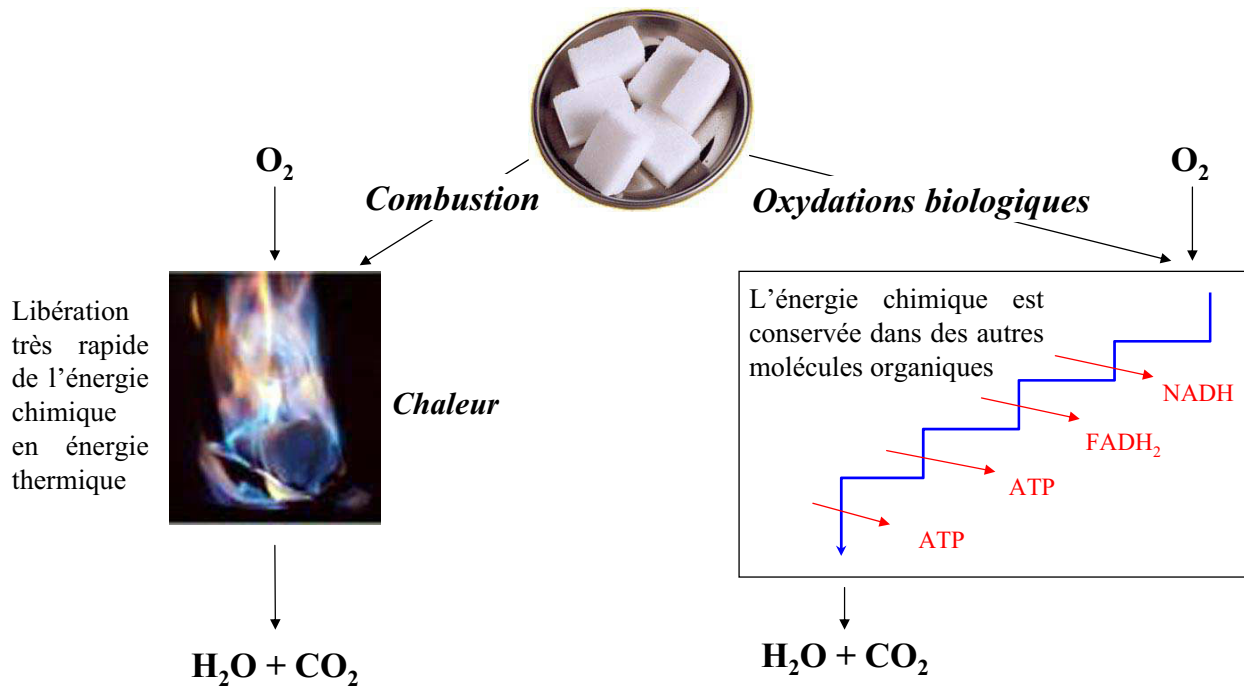 O₂
Combustion
Oxydations biologiques
O₂
Libération
très rapide
de l’énergie
chimique
en énergie
thermique
Chaleur
L’énergie chimique est
conservée dans des autres
molécules organiques
NADH
FADH₂
ATP
ATP
H₂O + CO₂
H₂O + CO₂